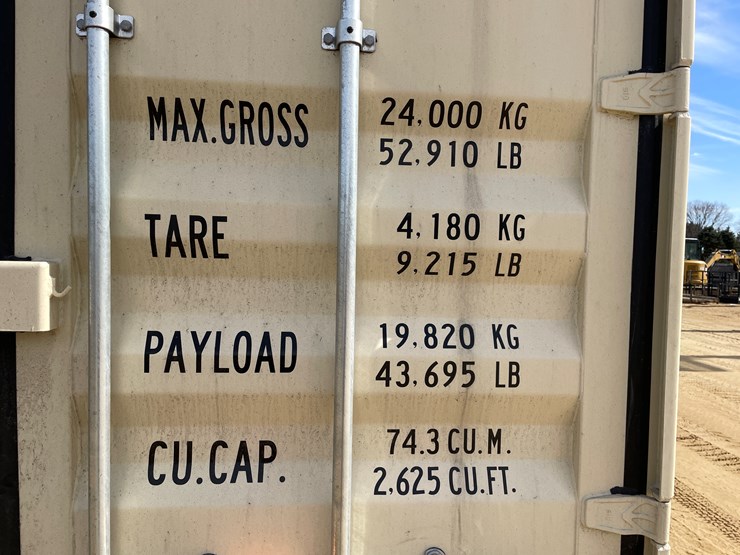 MAX.GROSS 24,000 KG
52,910 LB
TARE 4,180 KG
9,215 LB
PAYLOAD 19,820 KG
43,695 LB
CU.CAP. 74.3 CU.M.
2,625 CU.FT.